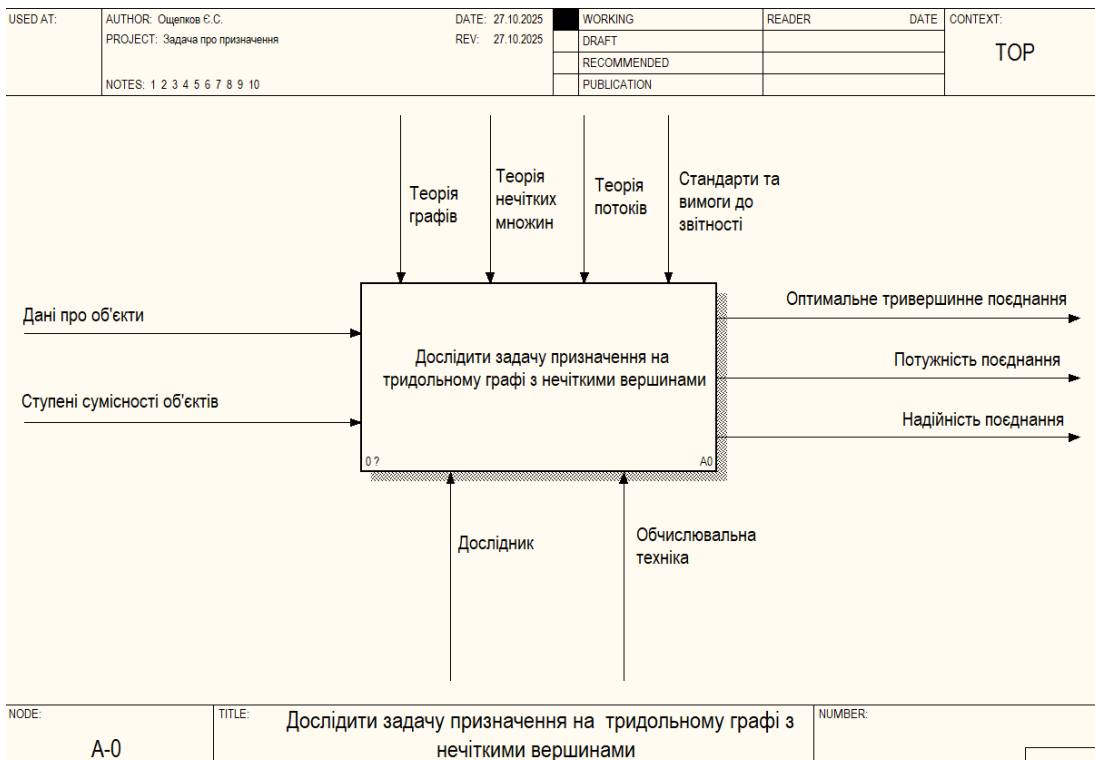 USED AT:
AUTHOR: Ощепков Є.С.
DATE: 27.10.2025
WORKING
READER
DATE
CONTEXT:
PROJECT: Задача про призначення
REV: 27.10.2025
DRAFT
TOP
RECOMMENDED
NOTES: 1 2 3 4 5 6 7 8 9 10
PUBLICATION
Теорія
графів
Теорія
нечітких
множин
Теорія
потоків
Стандарти та
вимоги до
звітності
Дані про об'єкти
Ступені сумісності об'єктів
Дослідити задачу призначення на
тридольному графі з нечіткими вершинами
0 ?
A0
Оптимальне тривершинне поєднання
Потужність поєднання
Надійність поєднання
Дослідник
Обчислювальна
техніка
NODE:
A-0
TITLE:
Дослідити задачу призначення на тридольному графі з
нечіткими вершинами
NUMBER: